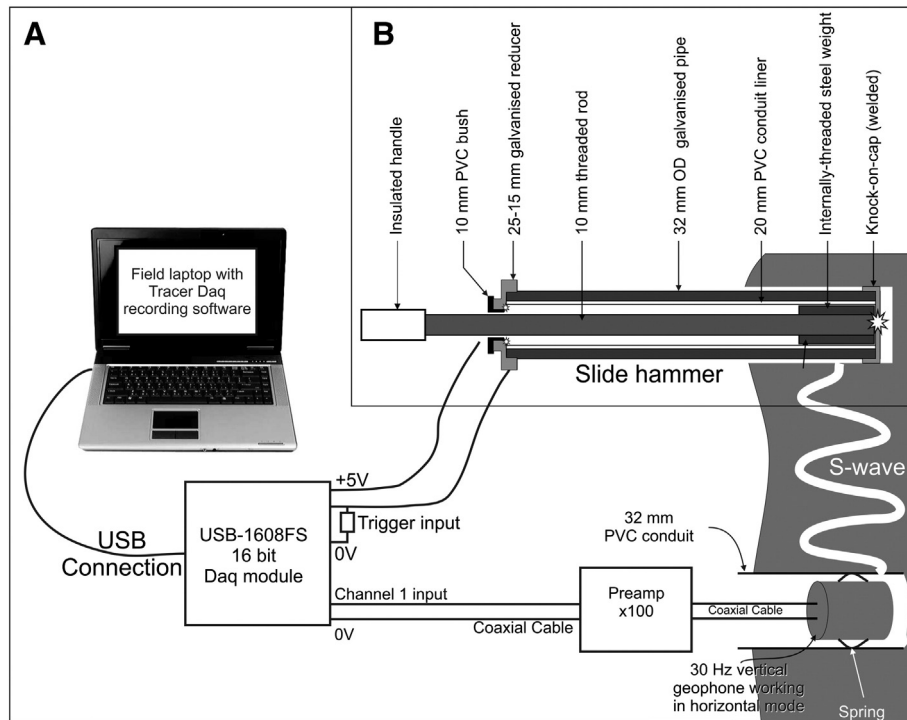 A
B
Insulated handle
10 mm PVC bush
25-15 mm galvanised reducer
10 mm threaded rod
32 mm OD galvanised pipe
20 mm PVC conduit liner
Internally-threaded steel weight
Knock-on-cap (welded)
Field laptop with
Tracer Daq
recording software
Slide hammer
S-wave
+5V
Trigger input
0V
USB
Connection
USB-1608FS
16 bit
Daq module
32 mm
PVC conduit
Channel 1 input
0V
Coaxial Cable
Preamp
x100
Coaxial Cable
30 Hz vertical
geophone working
in horizontal mode
Spring